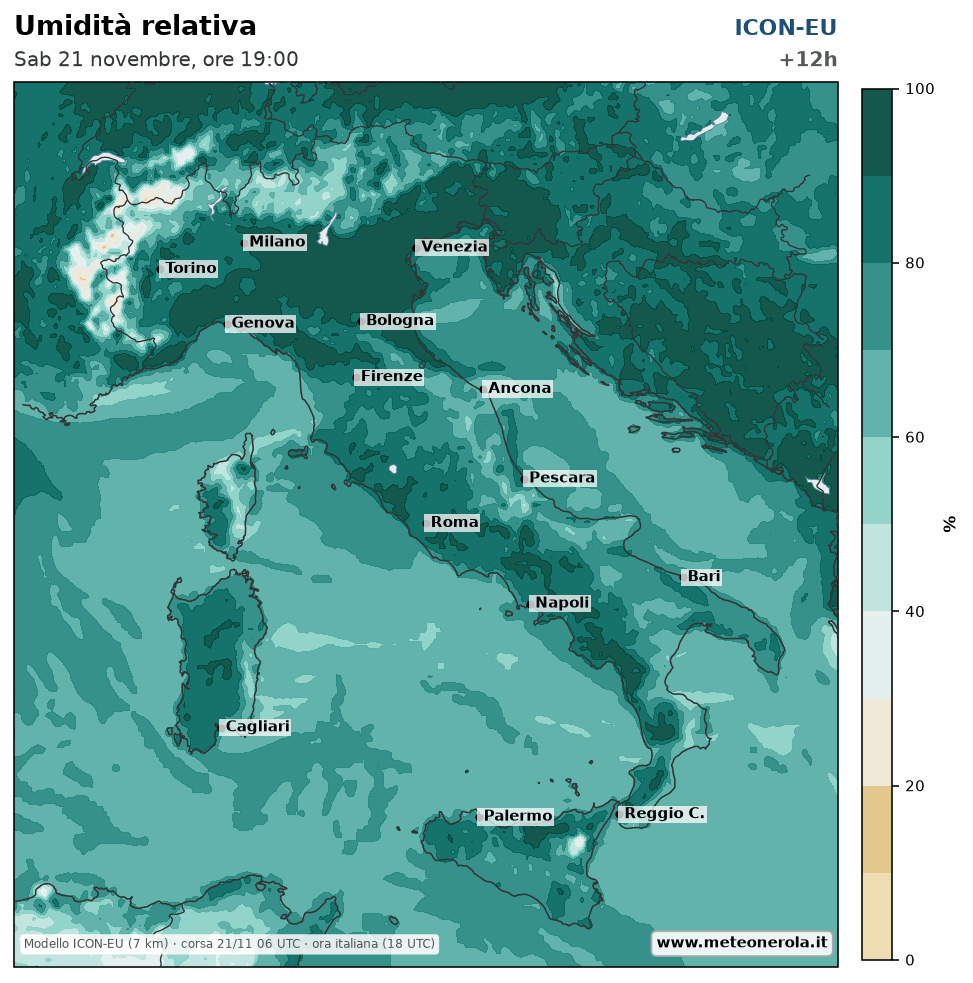 Umidità relativa
ICON-EU
Sab 21 novembre, ore 19:00
+12h
100
80
60
40
20
0
%
Milano
Venezia
Torino
Genova
Bologna
Firenze
Ancona
Pescara
Roma
Bari
Napoli
Cagliari
Palermo
Reggio C.
Modello ICON-EU (7 km) · corsa 21/11 06 UTC · ora italiana (18 UTC)
www.meteonerola.it